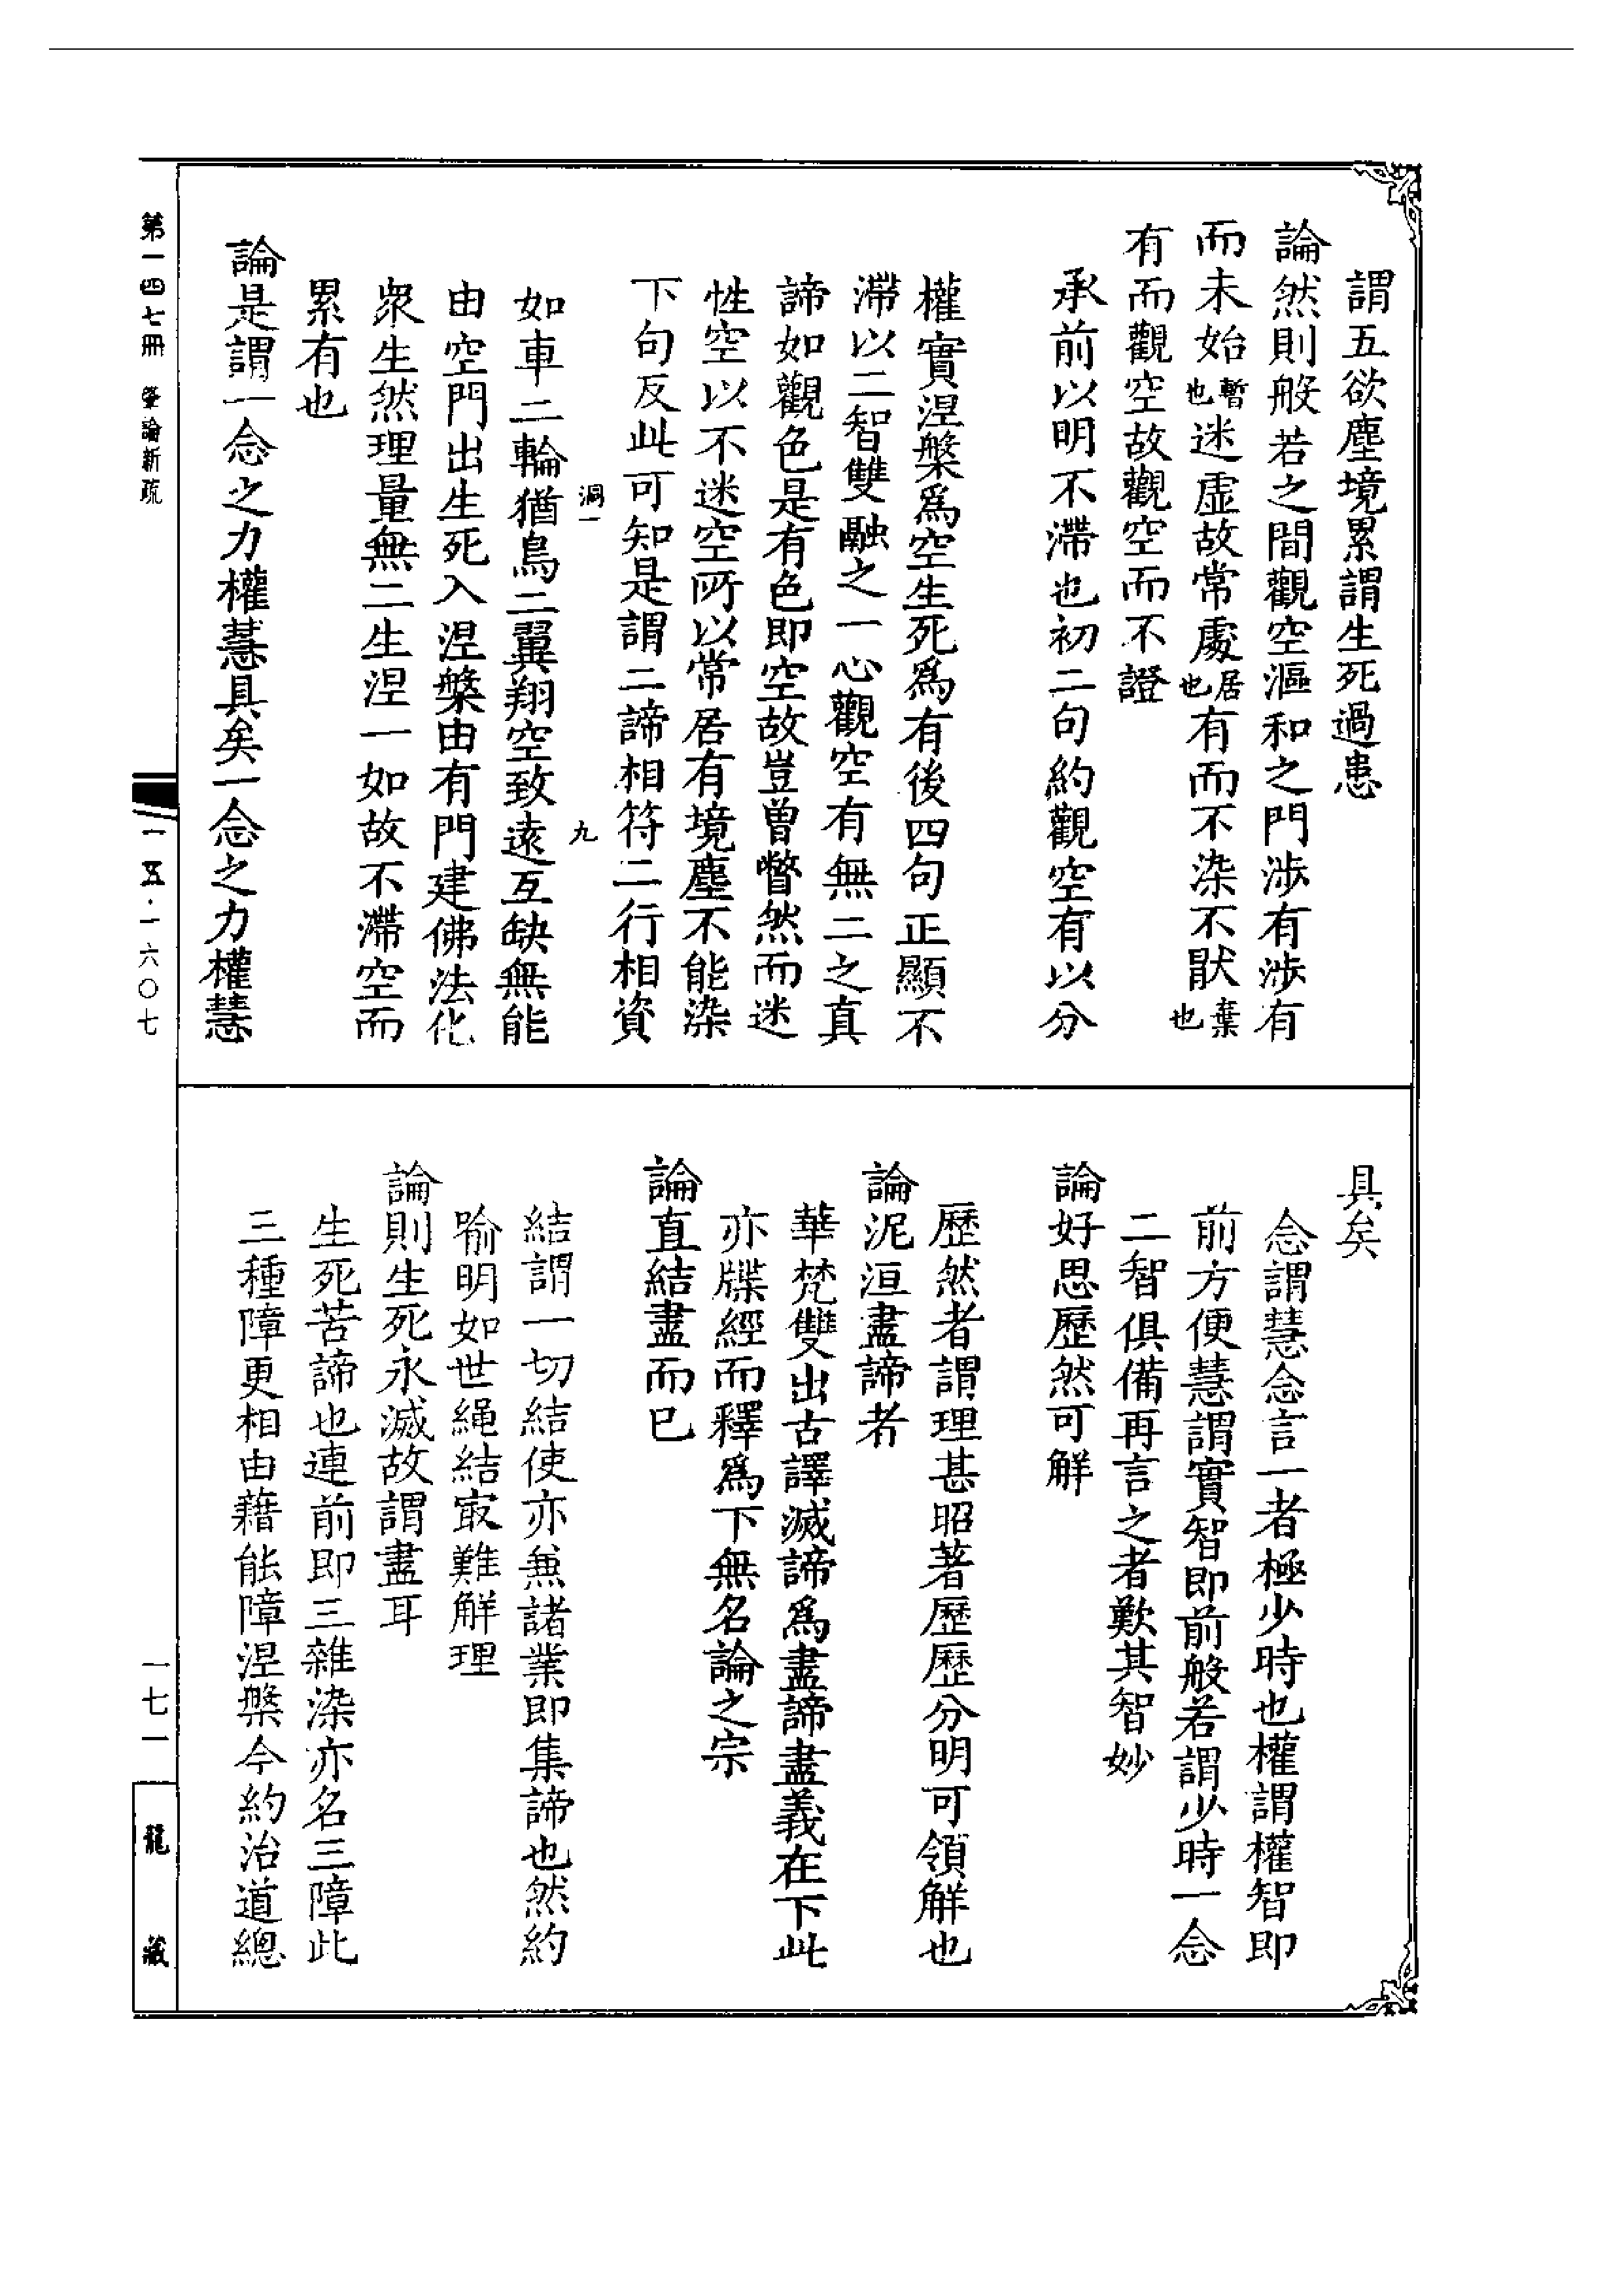 謂五欲塵境累謂生死過患
論然則般若之間觀空漚和之門涉有涉有
而未始暫也迷虛故常處居也有而不染不猒棄也
有而觀空故觀空而不證
承前以明不滯也初二句約觀空有以分
權實涅槃爲空生死爲有後四句正顯不
滯以二智雙融之一心觀空有無二之真
諦如觀色是有色即空故豈曾瞥然而迷
性空以不迷空所以常居有境塵不能染
下句反此可知是謂二諦相符二行相資
洞一 九
如車二輪猶鳥二翼翔空致遠互缺無能
由空門出生死入涅槃由有門建佛法化
衆生然理量無二生涅一如故不滯空而
累有也
論是謂一念之力權慧具矣一念之力權慧
具矣
念謂慧念言一者極少時也權謂權智即
前方便慧謂實智即前般若謂少時一念
二智俱備再言之者歎其智妙
論好思歷然可解
歷然者謂理甚昭著歷歷分明可領解也
論泥洹盡諦者
華梵雙出古譯滅諦爲盡諦盡義在下此
亦牒經而釋爲下無名論之宗
論直結盡而已
結謂一切結使亦兼諸業即集諦也然約
喻明如世繩結㝡難解理
論則生死永滅故謂盡耳
生死苦諦也連前即三雜染亦名三障此
三種障更相由藉能障涅槃今約治道總
第一四七冊 肇論新疏
一五·一六〇七
一七一
龍藏